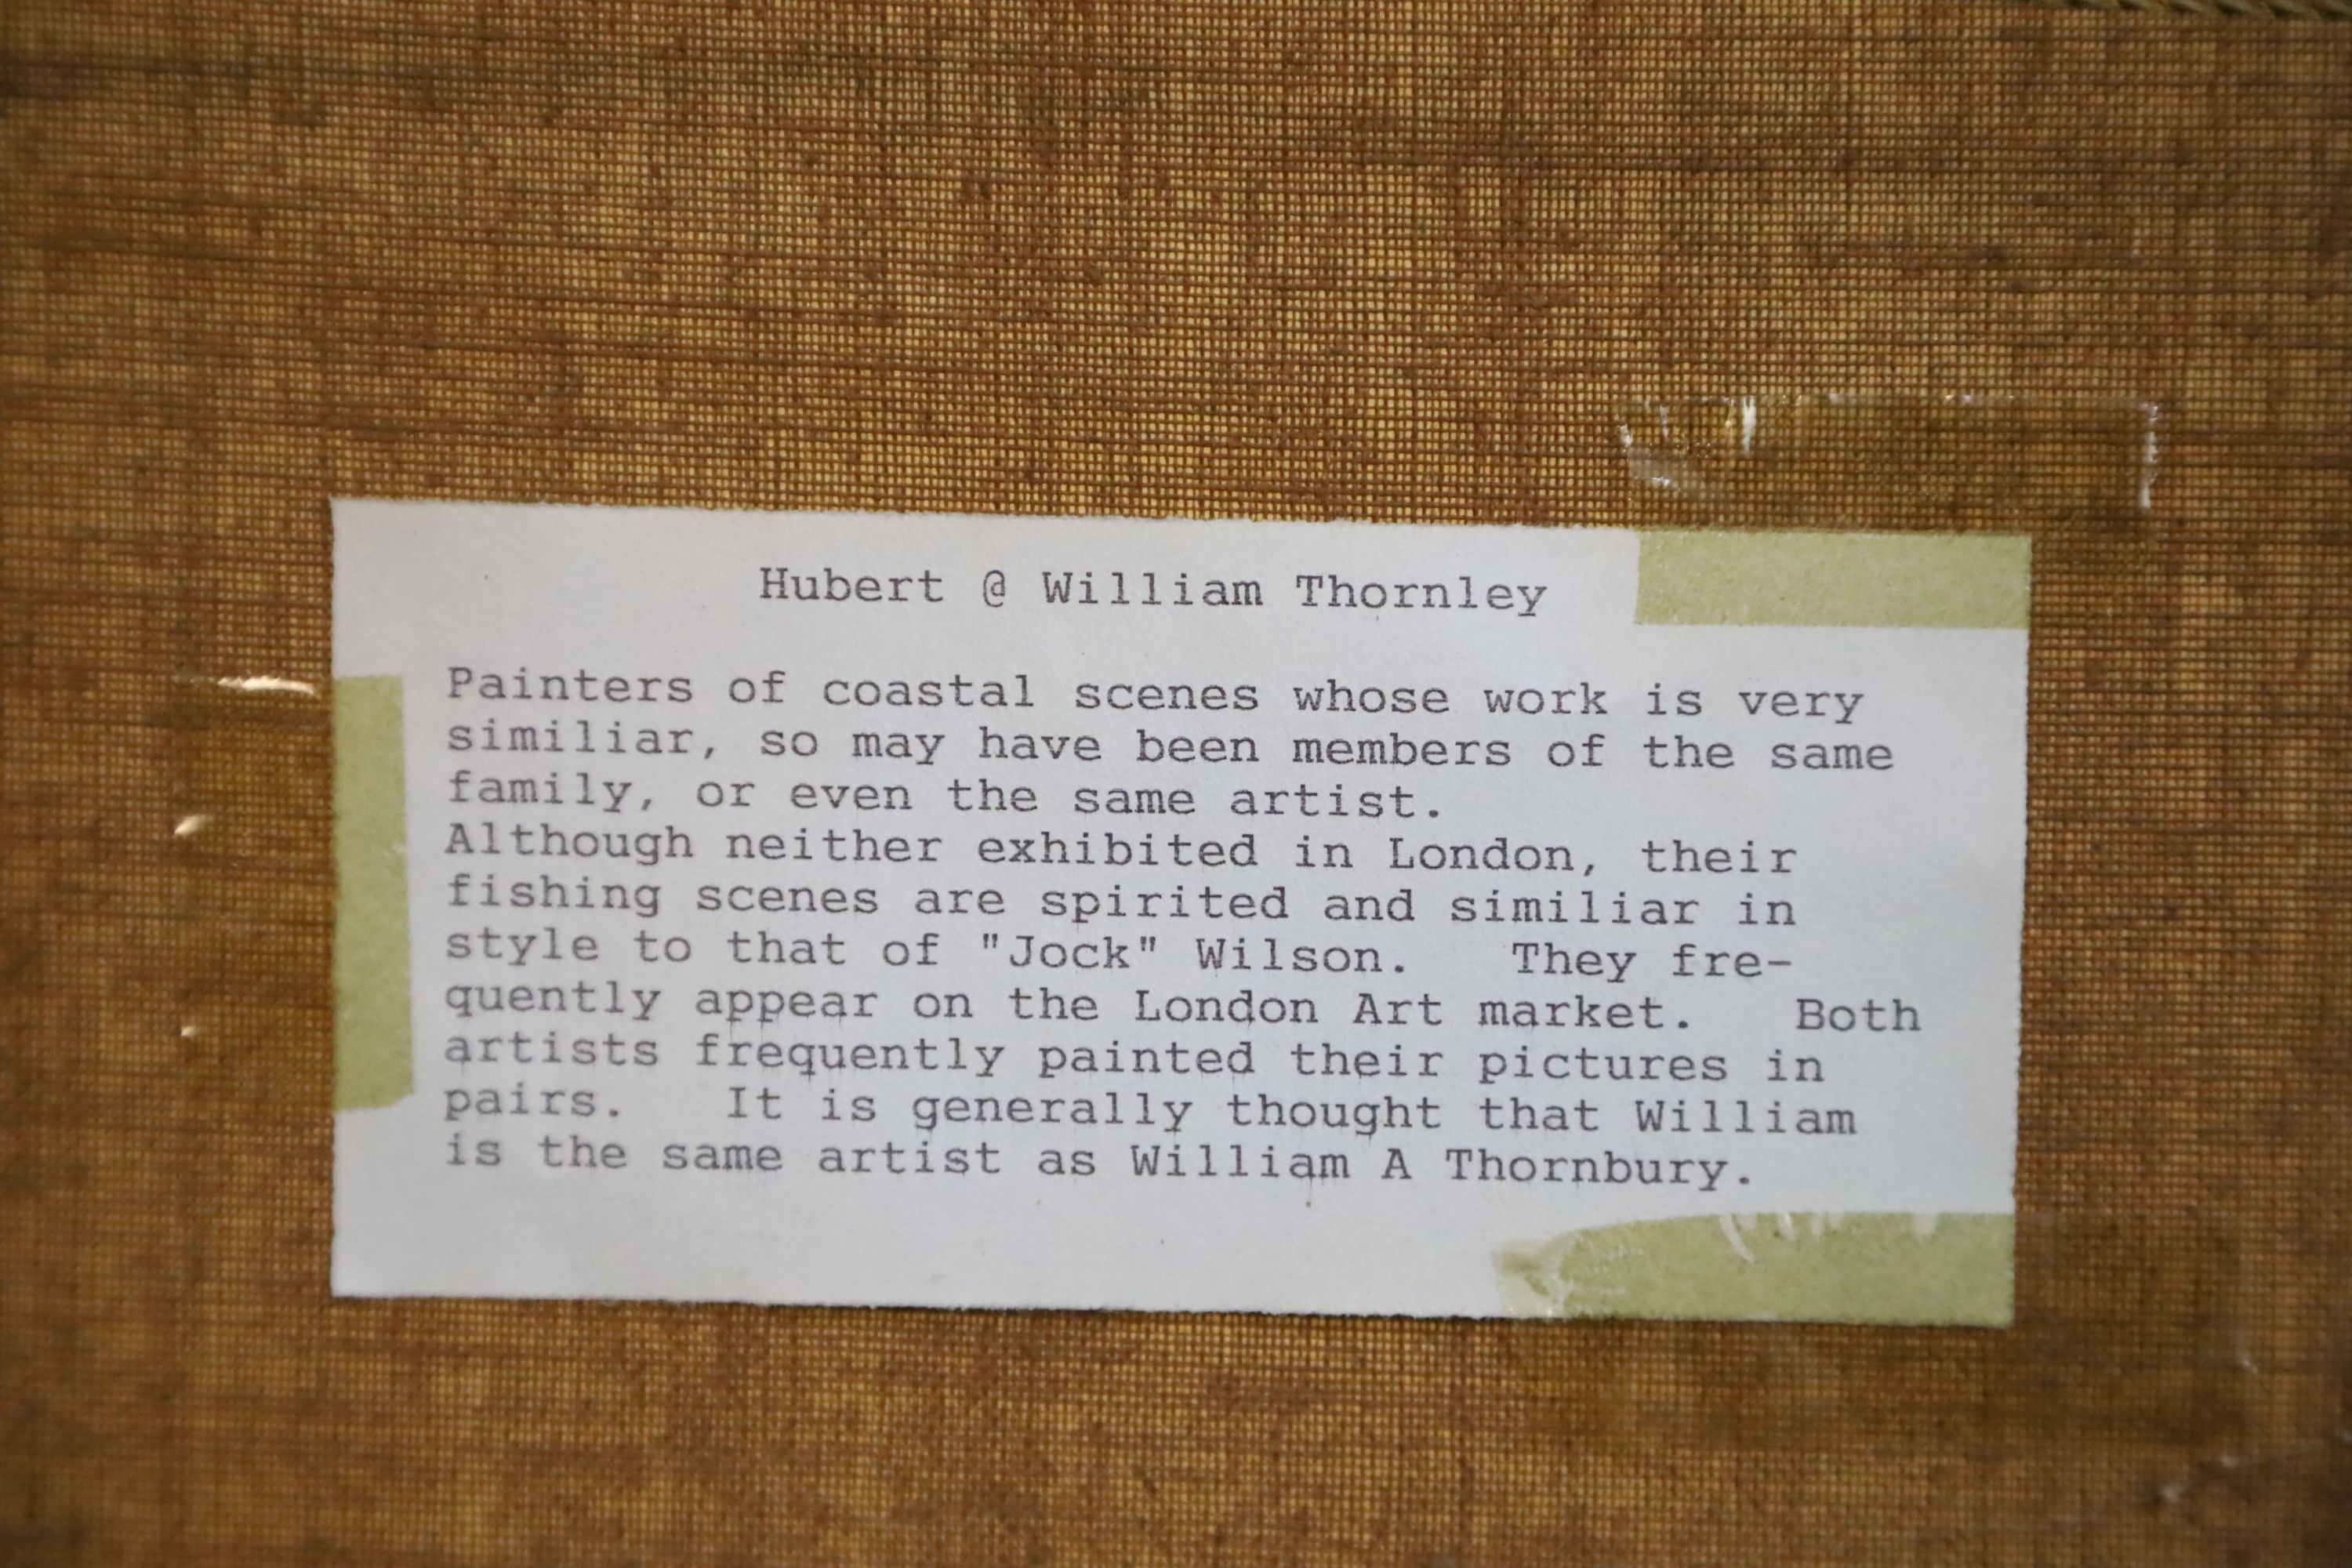 Hubert @ William Thornley
Painters of coastal scenes whose work is very
similiar, so may have been members of the same
family, or even the same artist.
Although neither exhibited in London, their
fishing scenes are spirited and similiar in
style to that of "Jock" Wilson. They fre-
quently appear on the London Art market. Both
artists frequently painted their pictures in
pairs. It is generally thought that William
is the same artist as William A Thornbury.